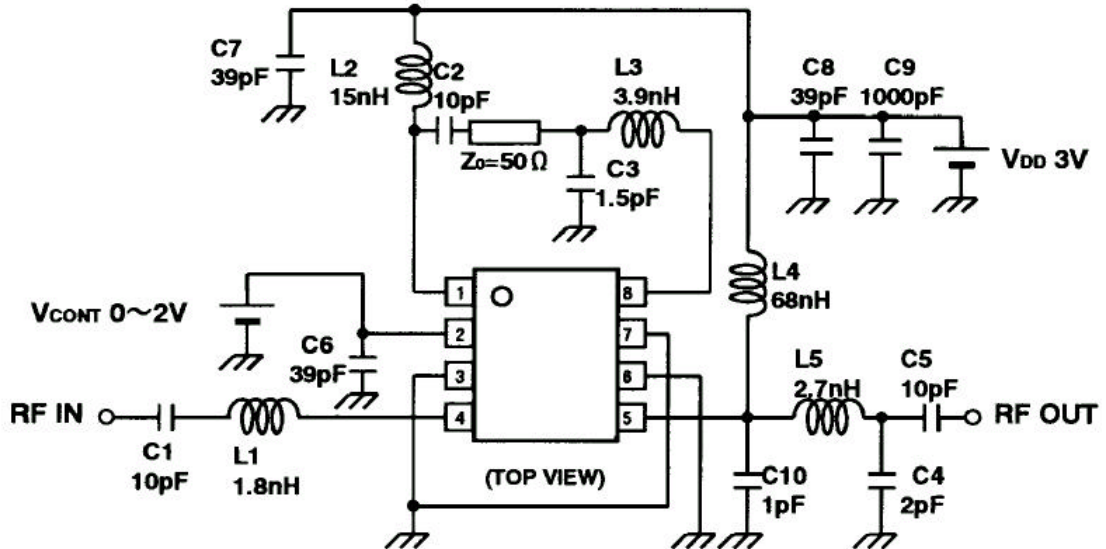 C7
39pF
L2
15nH
C2
10pF
L3
3.9nH
C8
39pF
C9
1000pF
Z0=50 Ω
C3
1.5pF
VDD 3V
L4
68nH
1
2
3
4
8
7
6
5
VCONT 0～2V
C6
39pF
RF IN
C1
10pF
L1
1.8nH
(TOP VIEW)
L5
2.7nH
C5
10pF
RF OUT
C10
1pF
C4
2pF